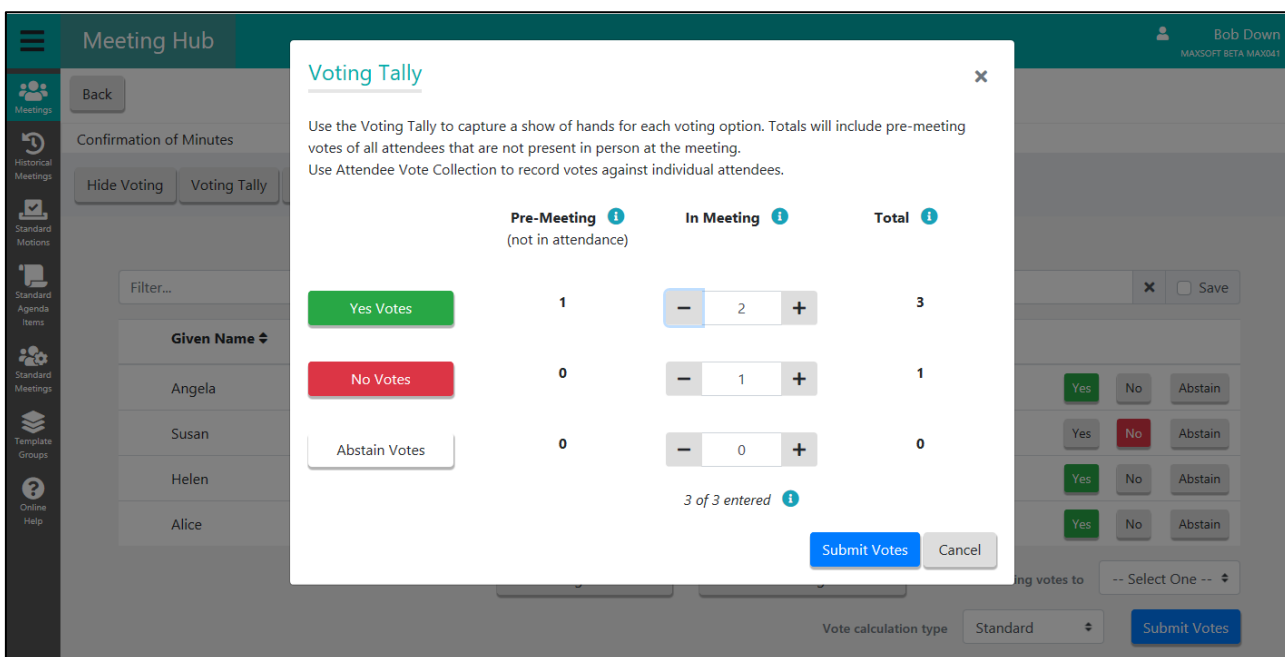 Meeting Hub
Bob Down
MAXSOFT BETA MAX041
Meetings
Historical
Meetings
Standard
Motions
Standard
Agenda
Items
Standard
Meetings
Template
Groups
Online
Help
Back
Confirmation of Minutes
Hide Voting Voting Tally
Filter...
Save
Given Name
Angela Yes No Abstain
Susan Yes No Abstain
Helen Yes No Abstain
Alice Yes No Abstain
votes to -- Select One --
Vote calculation type Standard Submit Votes
Voting Tally
Use the Voting Tally to capture a show of hands for each voting option. Totals will include pre-meeting
votes of all attendees that are not present in person at the meeting.
Use Attendee Vote Collection to record votes against individual attendees.
Pre-Meeting In Meeting Total
(not in attendance)
Yes Votes 1 − 2 + 3
No Votes 0 − 1 + 1
Abstain Votes 0 − 0 + 0
3 of 3 entered
Submit Votes Cancel